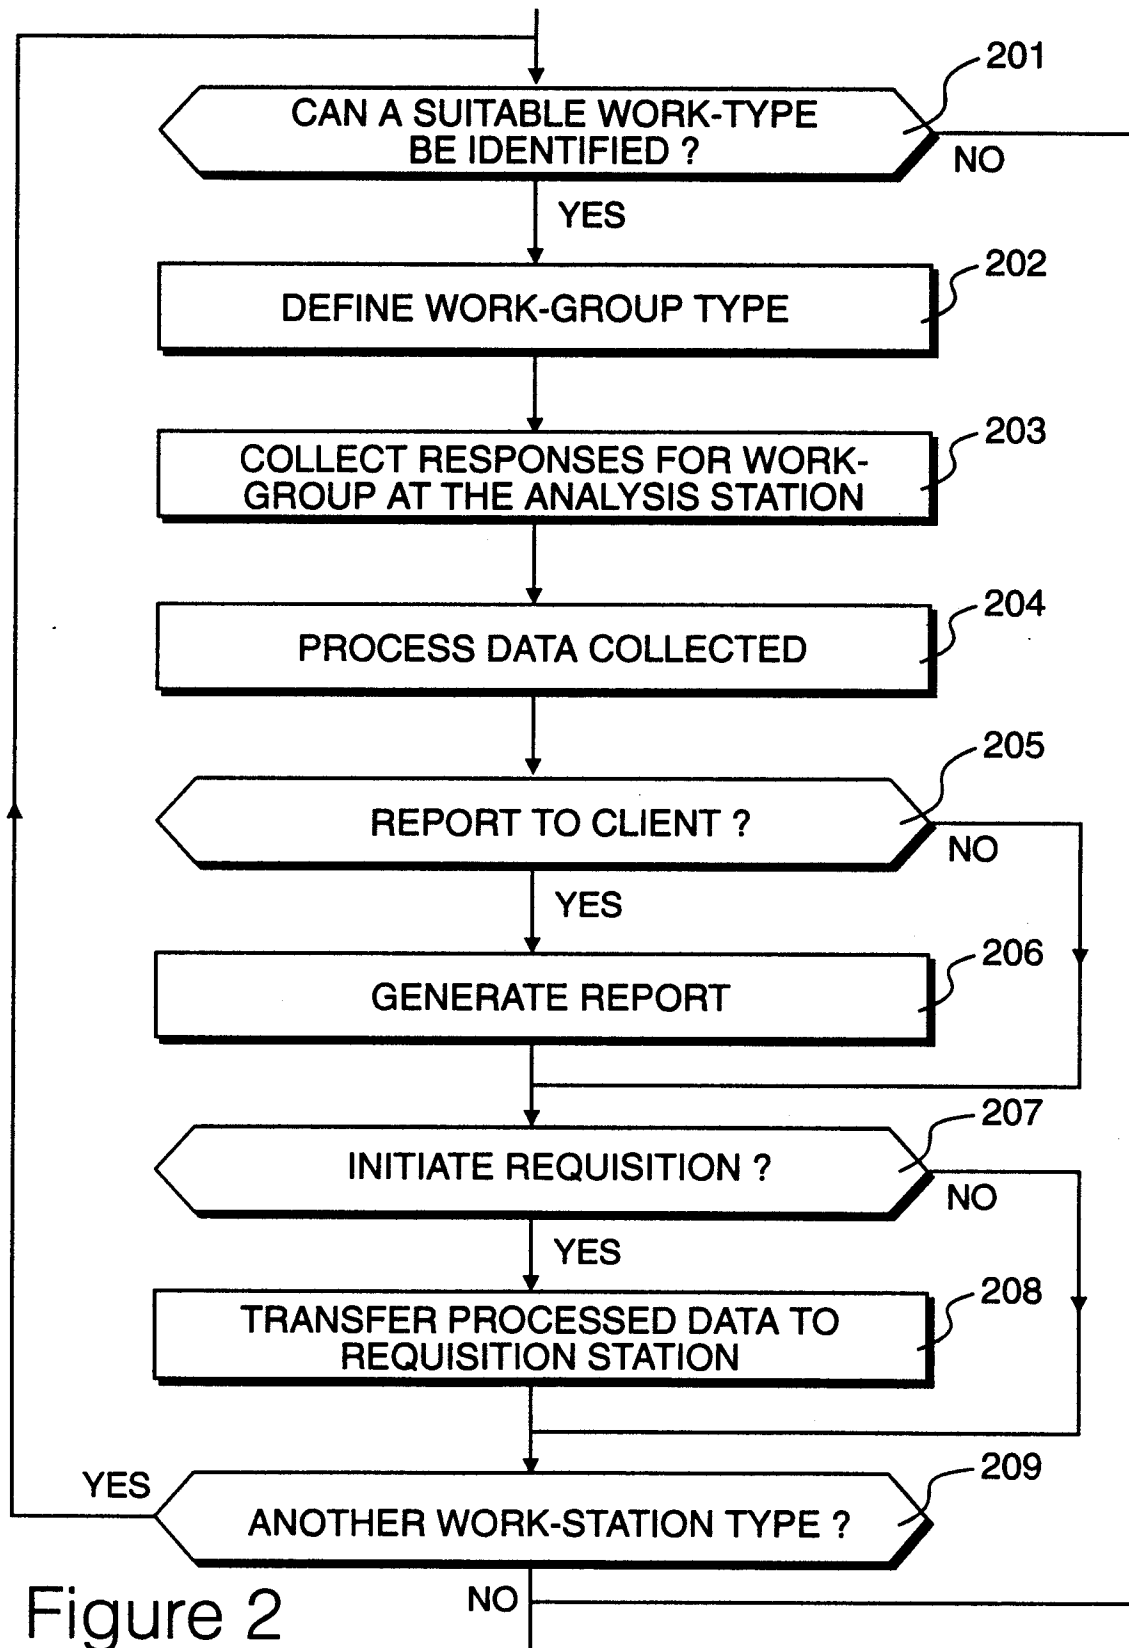 201
CAN A SUITABLE WORK-TYPE
BE IDENTIFIED ?
NO
YES
202
DEFINE WORK-GROUP TYPE
203
COLLECT RESPONSES FOR WORK-
GROUP AT THE ANALYSIS STATION
204
PROCESS DATA COLLECTED
205
REPORT TO CLIENT ?
NO
YES
206
GENERATE REPORT
207
INITIATE REQUISITION ?
NO
YES
208
TRANSFER PROCESSED DATA TO
REQUISITION STATION
209
YES
ANOTHER WORK-STATION TYPE ?
NO
Figure 2